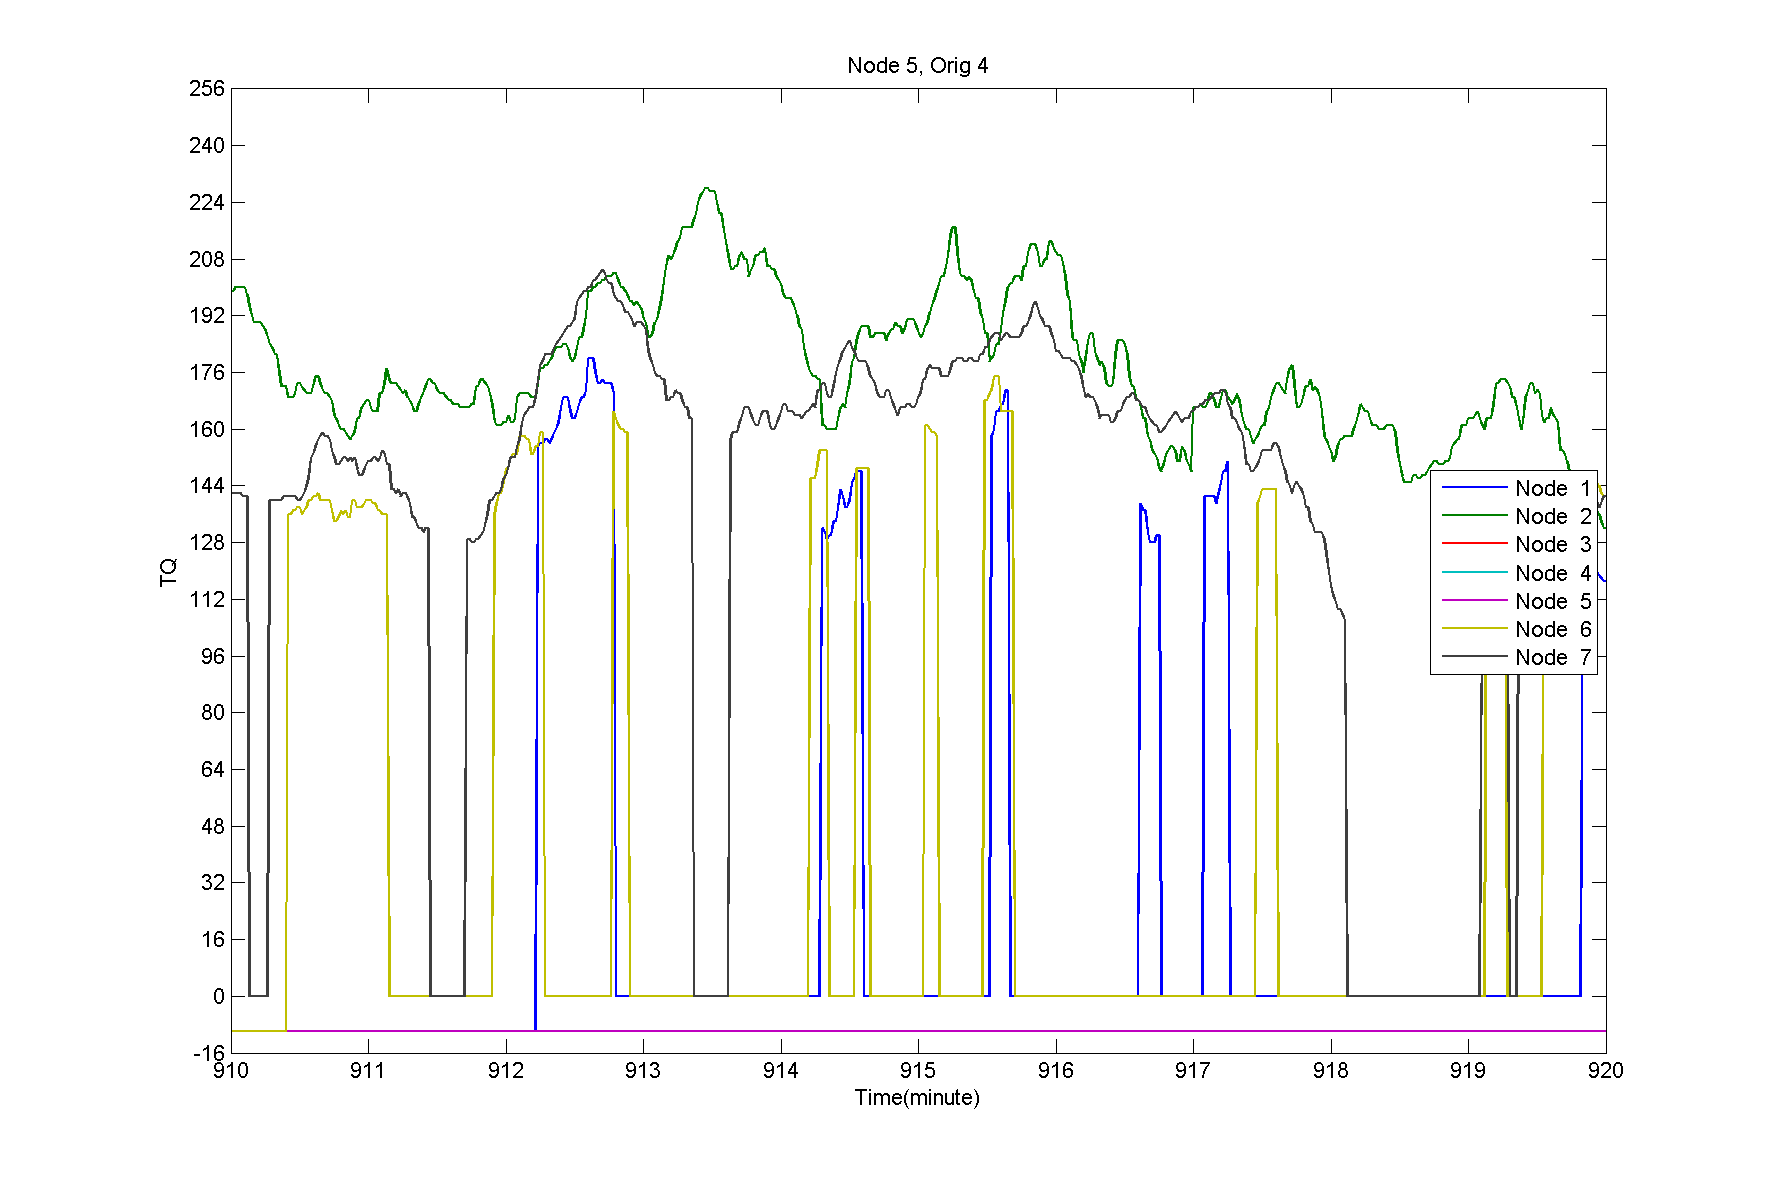 Node 5, Orig 4
256
240
224
208
192
176
160
144
128
112
96
80
64
48
32
16
0
-16
TQ
Node 1
Node 2
Node 3
Node 4
Node 5
Node 6
Node 7
910 911 912 913 914 915 916 917 918 919 920
Time(minute)